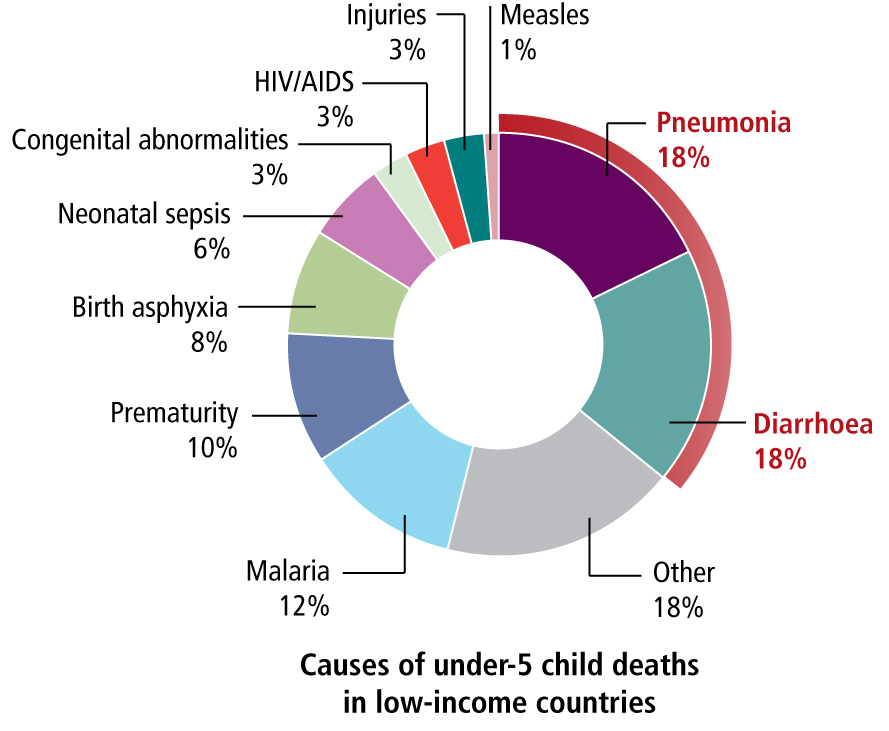 Injuries
3%
Measles
1%
HIV/AIDS
3%
Pneumonia
18%
Congenital abnormalities
3%
Neonatal sepsis
6%
Birth asphyxia
8%
Prematurity
10%
Diarrhoea
18%
Malaria
12%
Other
18%
Causes of under-5 child deaths
in low-income countries